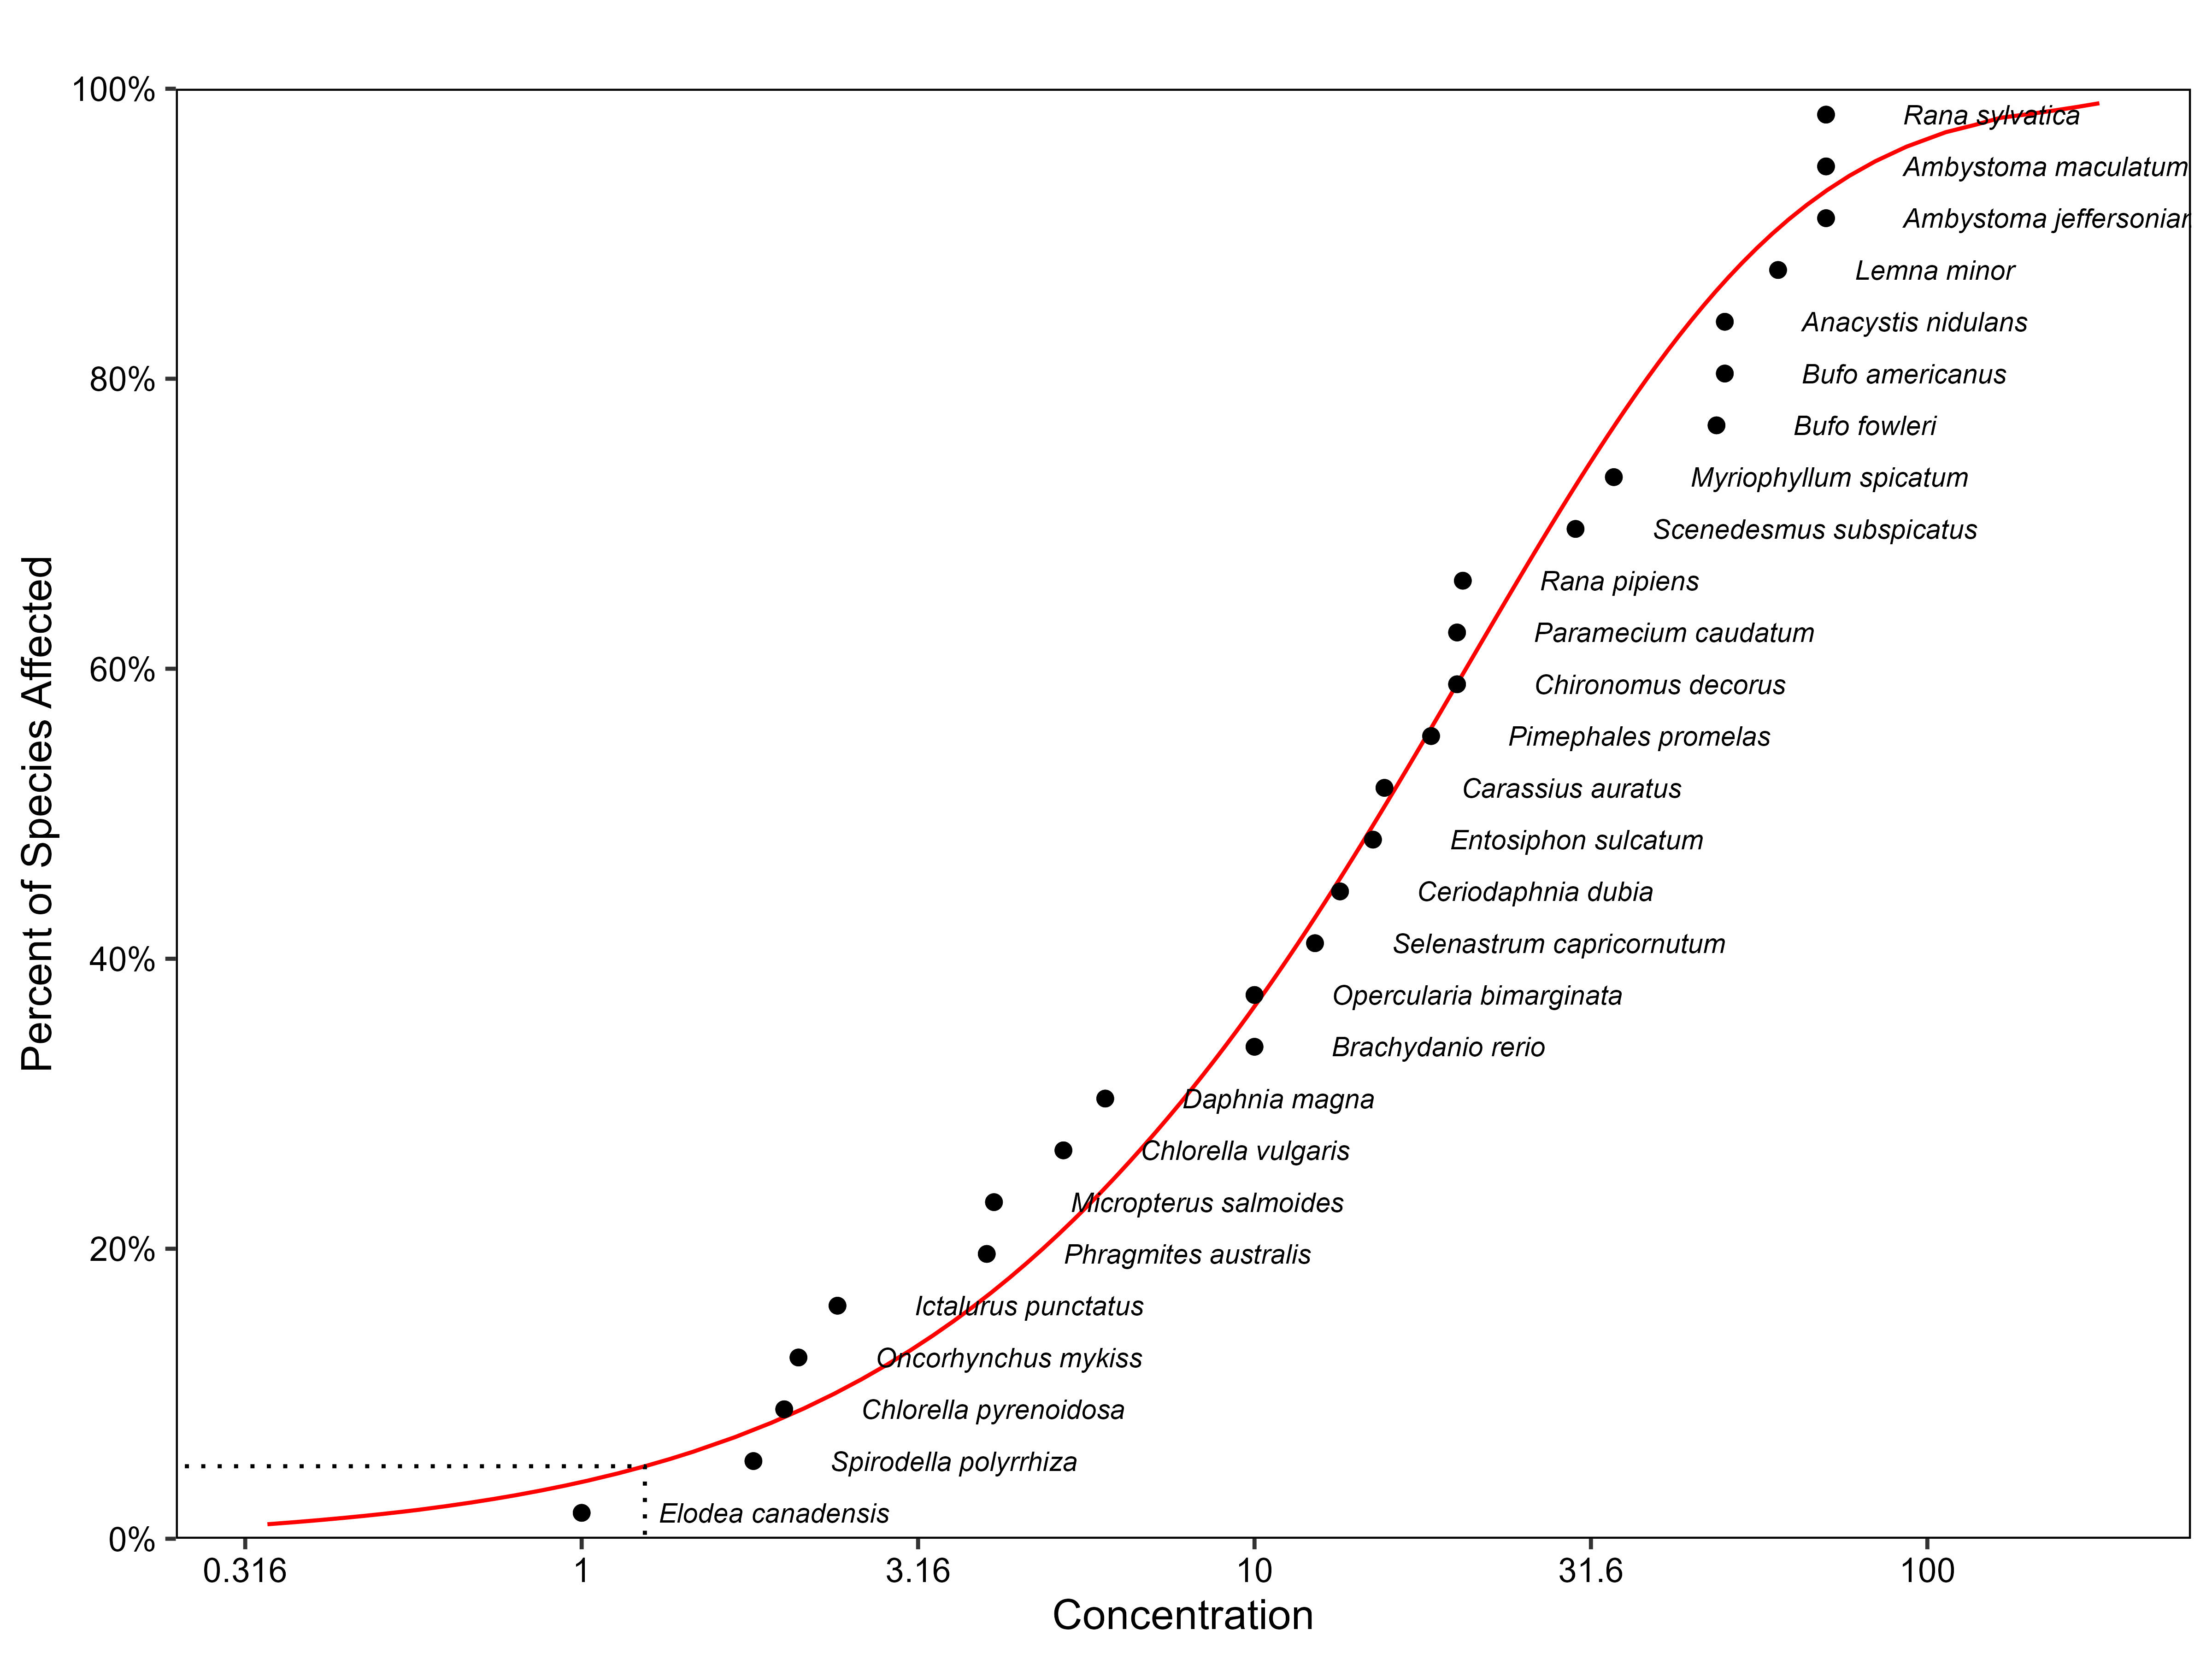 100%
80%
60%
40%
20%
0%
Percent of Species Affected
Rana sylvatica
Ambystoma maculatum
Ambystoma jeffersonian
Lemna minor
Anacystis nidulans
Bufo americanus
Bufo fowleri
Myriophyllum spicatum
Scenedesmus subspicatus
Rana pipiens
Paramecium caudatum
Chironomus decorus
Pimephales promelas
Carassius auratus
Entosiphon sulcatum
Ceriodaphnia dubia
Selenastrum capricornutum
Opercularia bimarginata
Brachydanio rerio
Daphnia magna
Chlorella vulgaris
Micropterus salmoides
Phragmites australis
Ictalurus punctatus
Oncorhynchus mykiss
Chlorella pyrenoidosa
Spirodella polyrrhiza
Elodea canadensis
0.316 1 3.16 10 31.6 100
Concentration